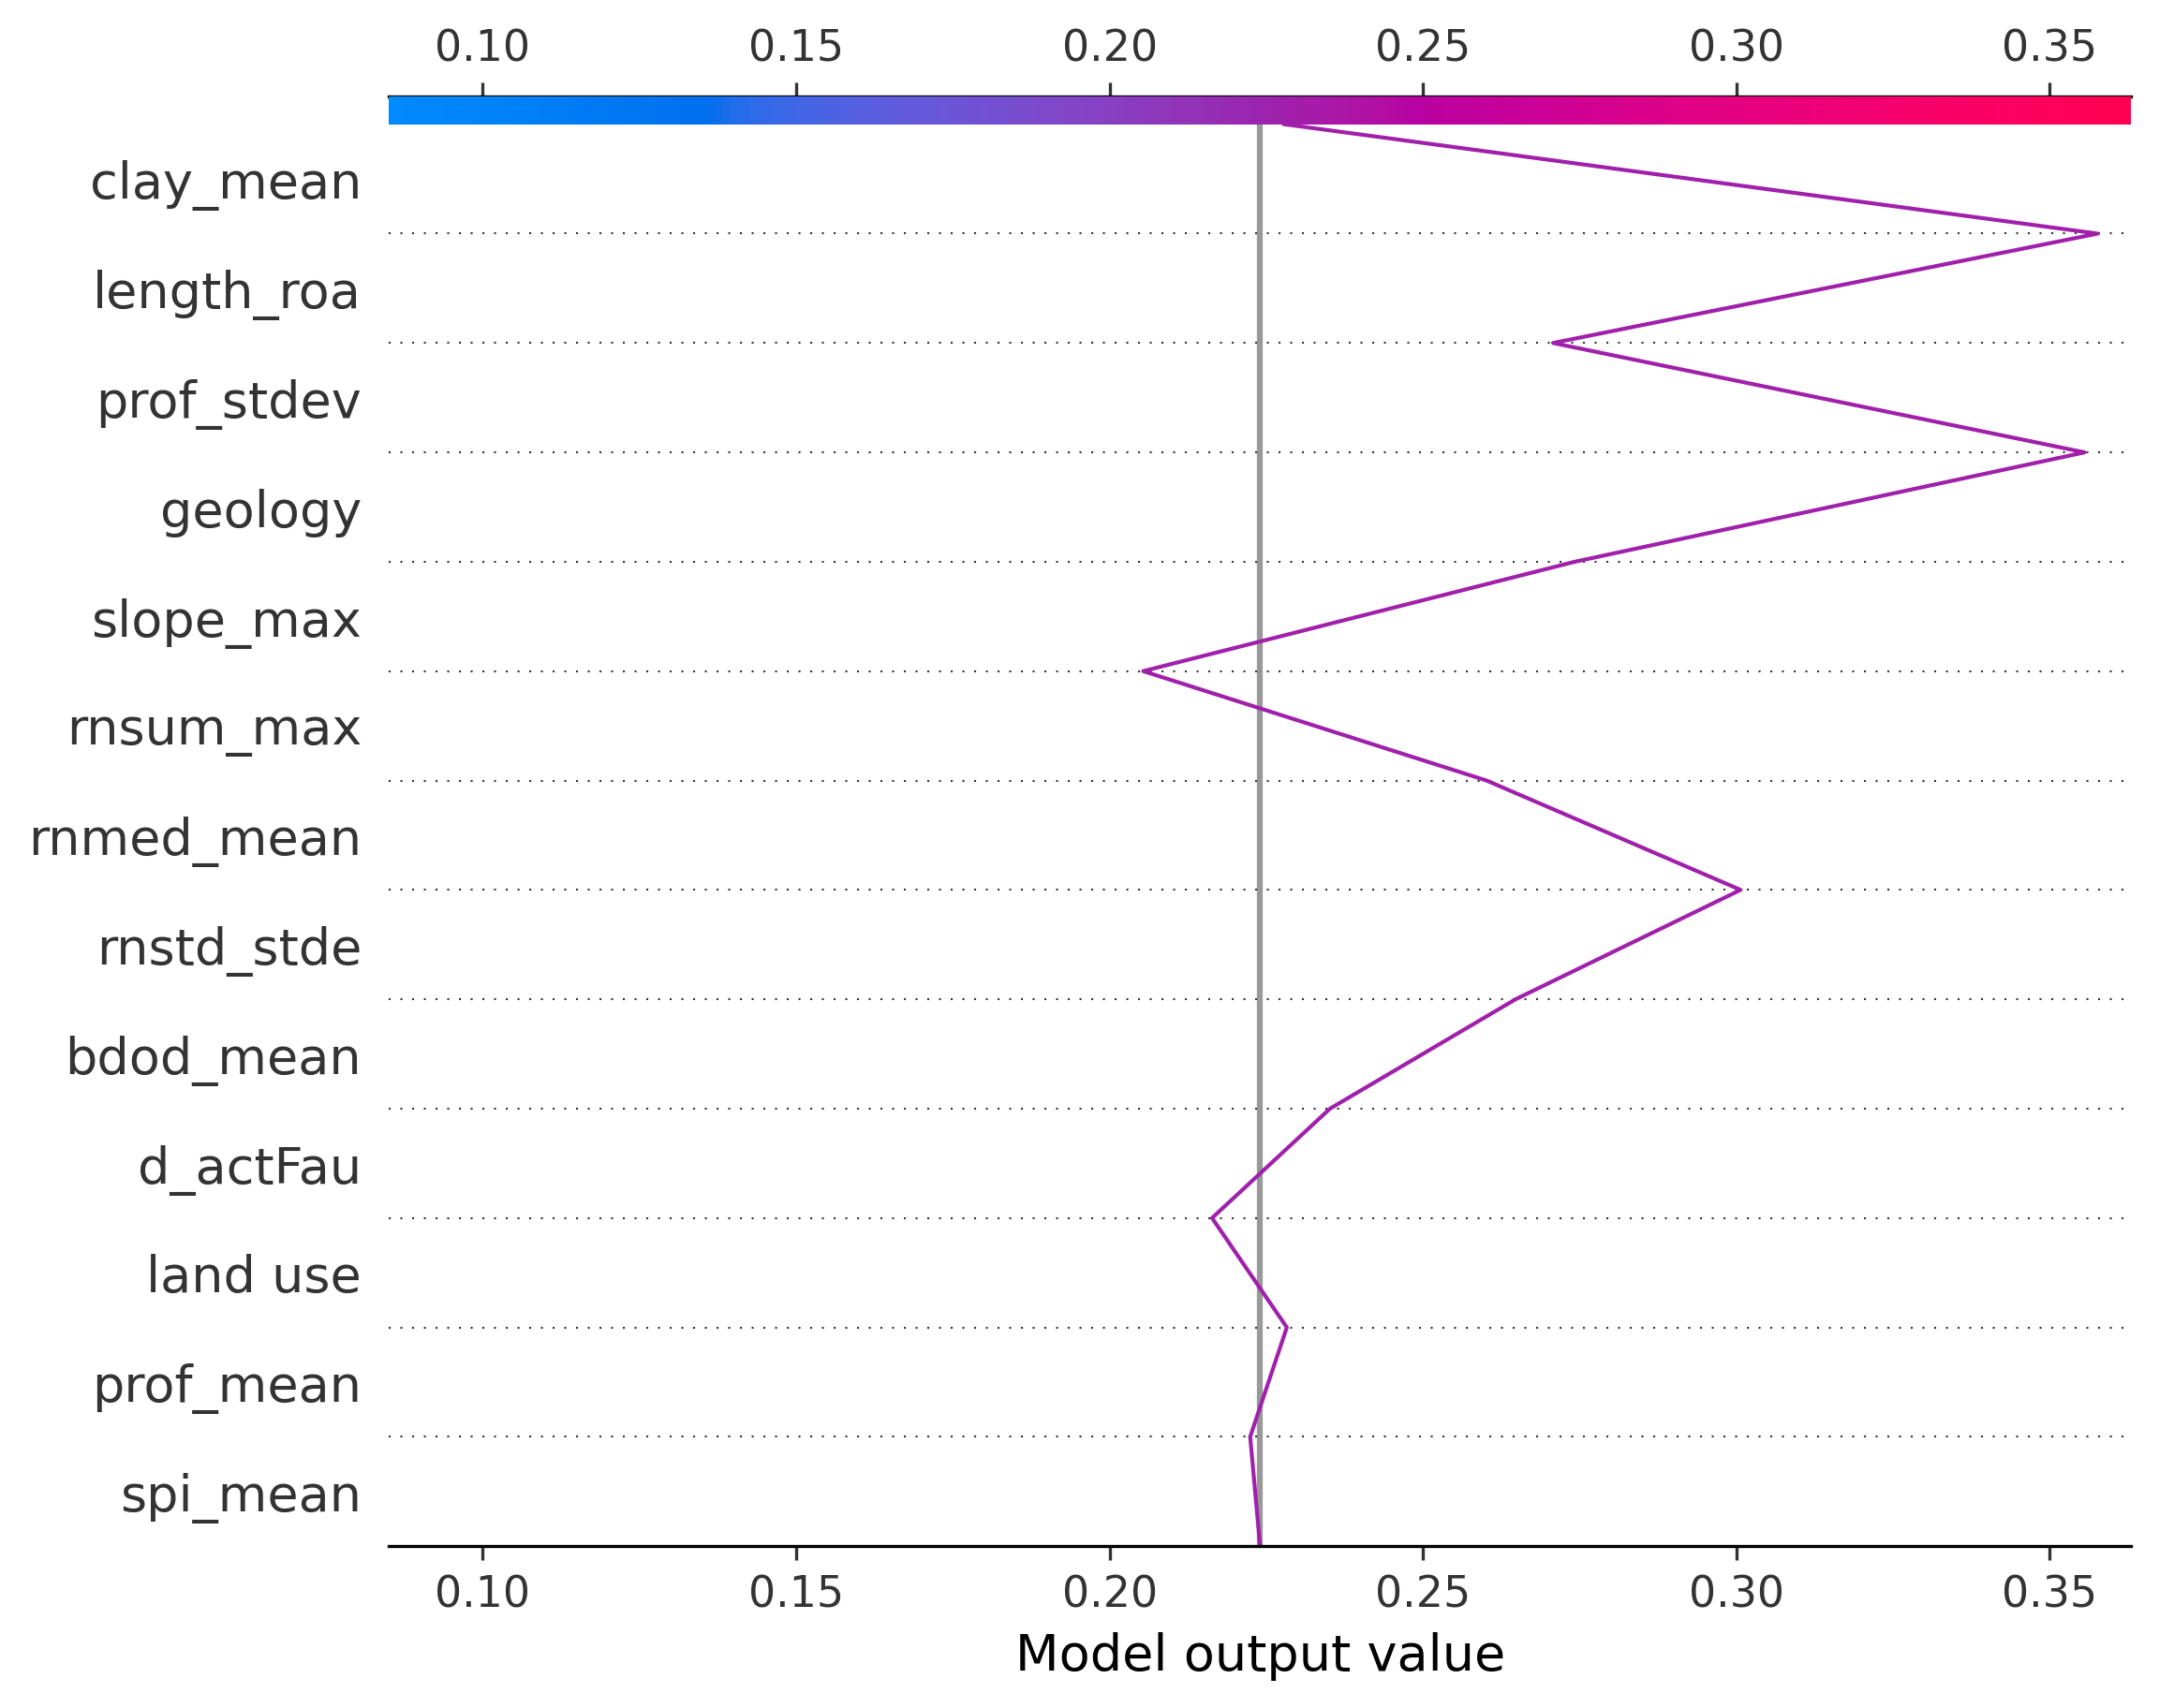 0.10 0.15 0.20 0.25 0.30 0.35
clay_mean
length_roa
prof_stdev
geology
slope_max
rnsum_max
rnmed_mean
rnstd_stde
bdod_mean
d_actFau
land use
prof_mean
spi_mean
0.10 0.15 0.20 0.25 0.30 0.35
Model output value